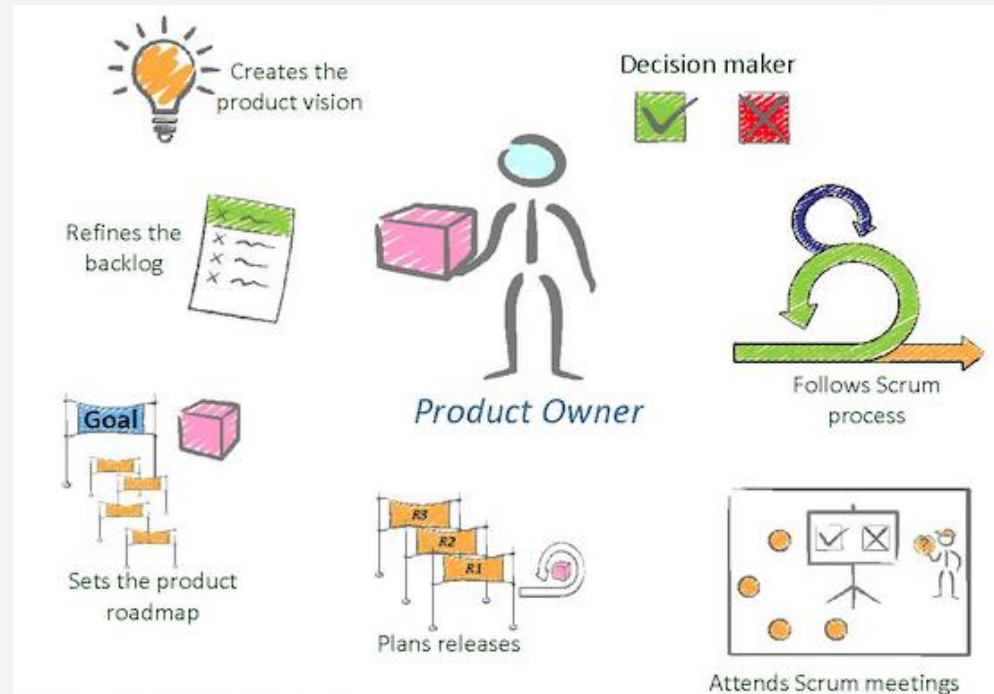 Creates the
product vision
Decision maker
Refines the
backlog
Product Owner
Follows Scrum
process
Goal
Sets the product
roadmap
R3
R2
R1
Plans releases
Attends Scrum meetings